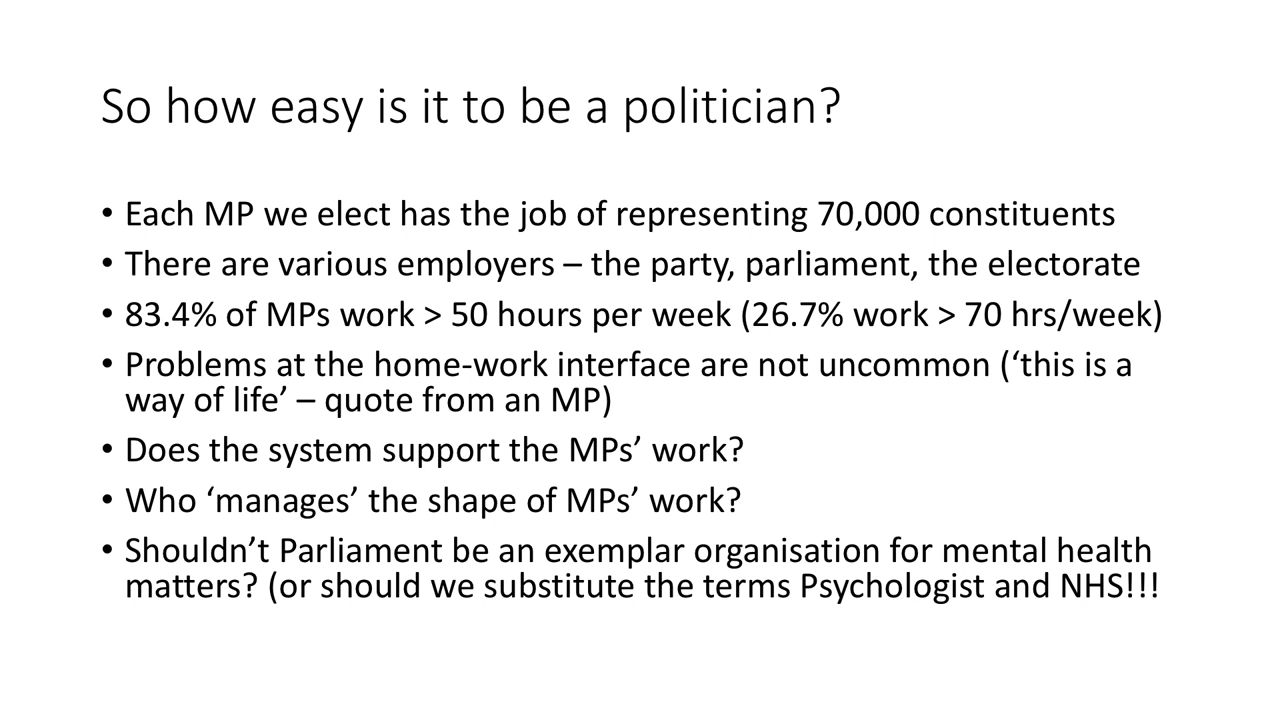 So how easy is it to be a politician?
• Each MP we elect has the job of representing 70,000 constituents
• There are various employers – the party, parliament, the electorate
• 83.4% of MPs work > 50 hours per week (26.7% work > 70 hrs/week)
• Problems at the home-work interface are not uncommon (‘this is a
way of life’ – quote from an MP)
• Does the system support the MPs’ work?
• Who ‘manages’ the shape of MPs’ work?
• Shouldn’t Parliament be an exemplar organisation for mental health
matters? (or should we substitute the terms Psychologist and NHS!!!